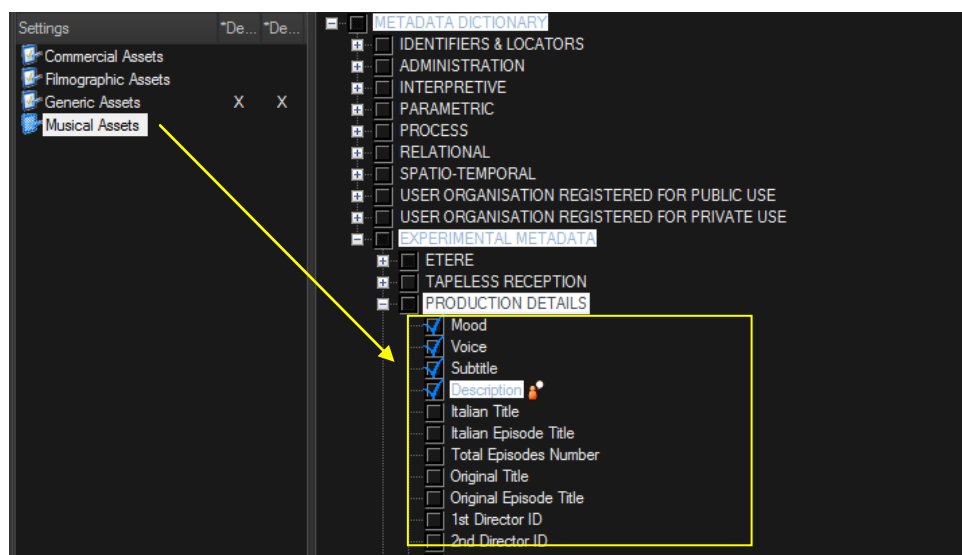 Settings *De... *De...
Commercial Assets
Filmographic Assets
Generic Assets X X
Musical Assets
METADATA DICTIONARY
IDENTIFIERS & LOCATORS
ADMINISTRATION
INTERPRETIVE
PARAMETRIC
PROCESS
RELATIONAL
SPATIO-TEMPORAL
USER ORGANISATION REGISTERED FOR PUBLIC USE
USER ORGANISATION REGISTERED FOR PRIVATE USE
EXPERIMENTAL METADATA
ETERE
TAPELESS RECEPTION
PRODUCTION DETAILS
Mood
Voice
Subtitle
Description
Italian Title
Italian Episode Title
Total Episodes Number
Original Title
Original Episode Title
1st Director ID
2nd Director ID